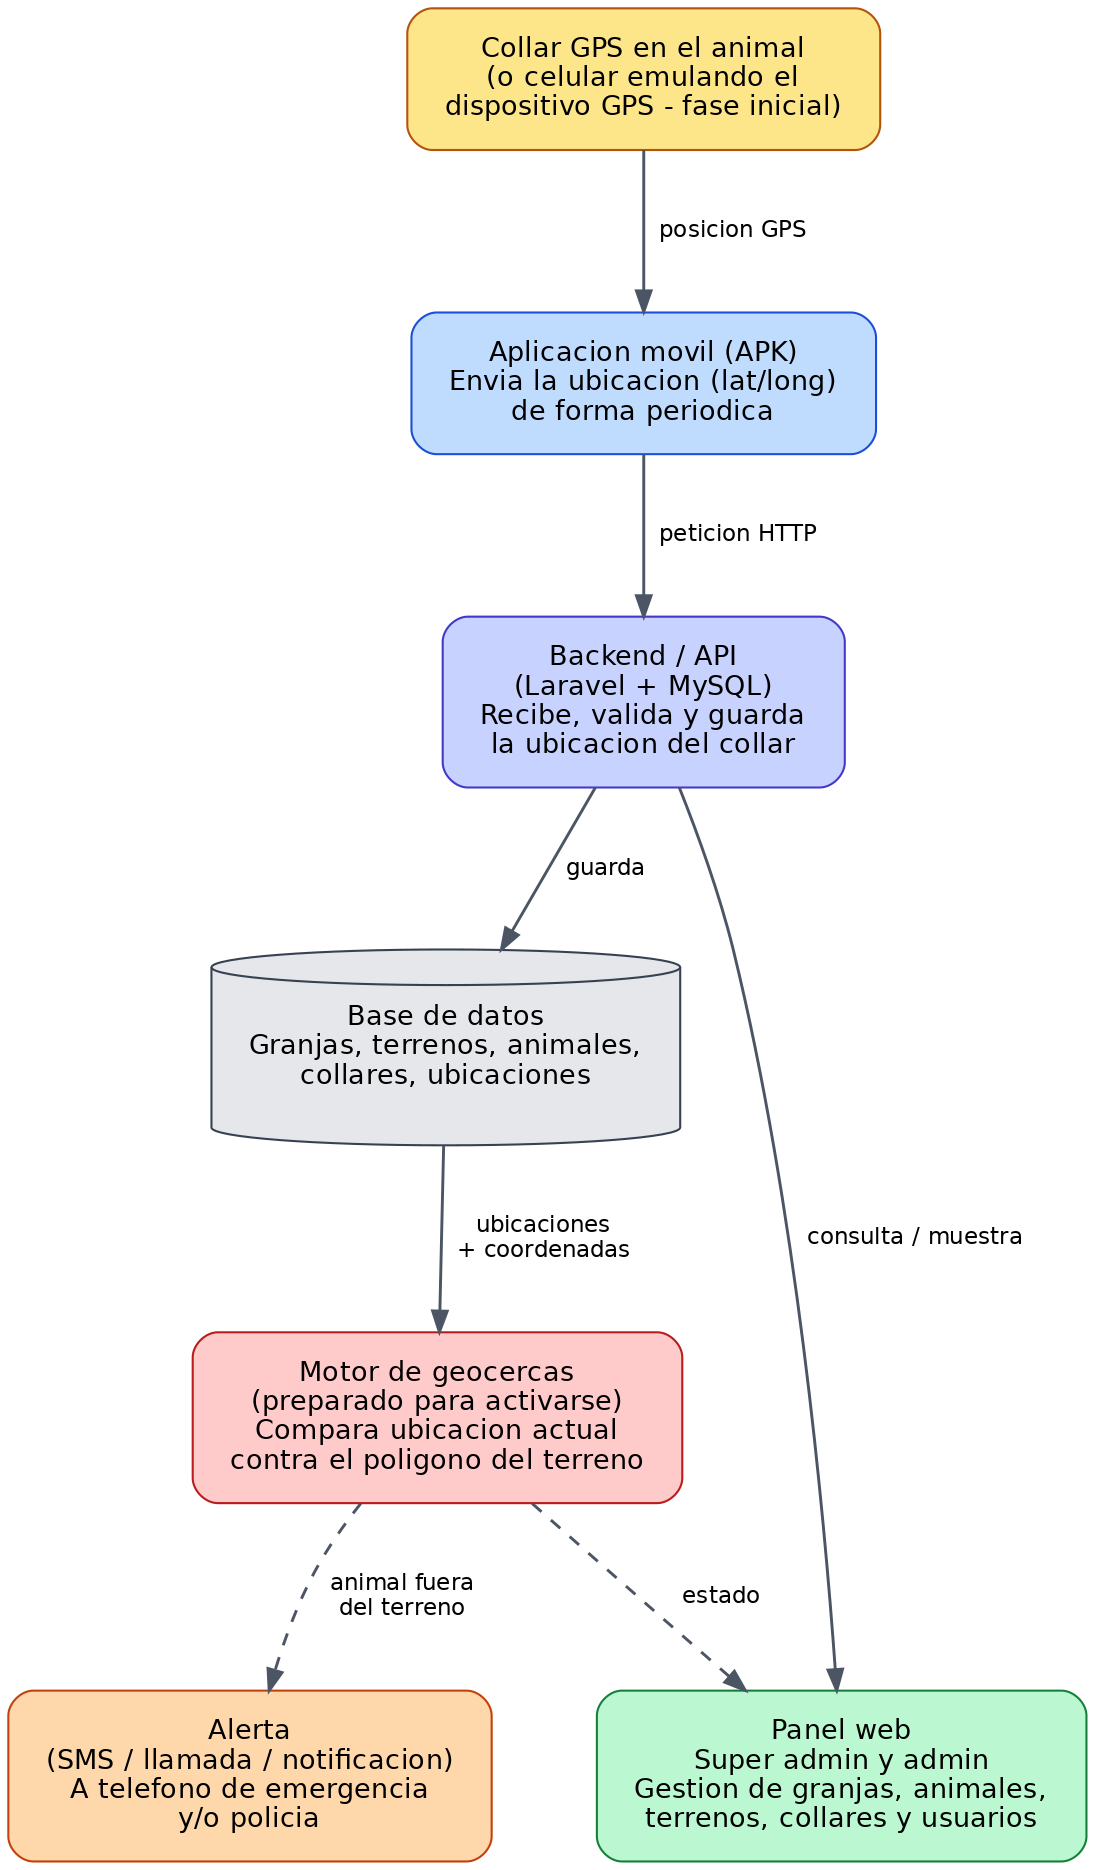 Collar GPS en el animal
(o celular emulando el
dispositivo GPS - fase inicial)
posicion GPS
Aplicacion movil (APK)
Envia la ubicacion (lat/long)
de forma periodica
peticion HTTP
Backend / API
(Laravel + MySQL)
Recibe, valida y guarda
la ubicacion del collar
guarda
Base de datos
Granjas, terrenos, animales,
collares, ubicaciones
ubicaciones
+ coordenadas
consulta / muestra
Motor de geocercas
(preparado para activarse)
Compara ubicacion actual
contra el poligono del terreno
animal fuera
del terreno
estado
Alerta
(SMS / llamada / notificacion)
A telefono de emergencia
y/o policia
Panel web
Super admin y admin
Gestion de granjas, animales,
terrenos, collares y usuarios